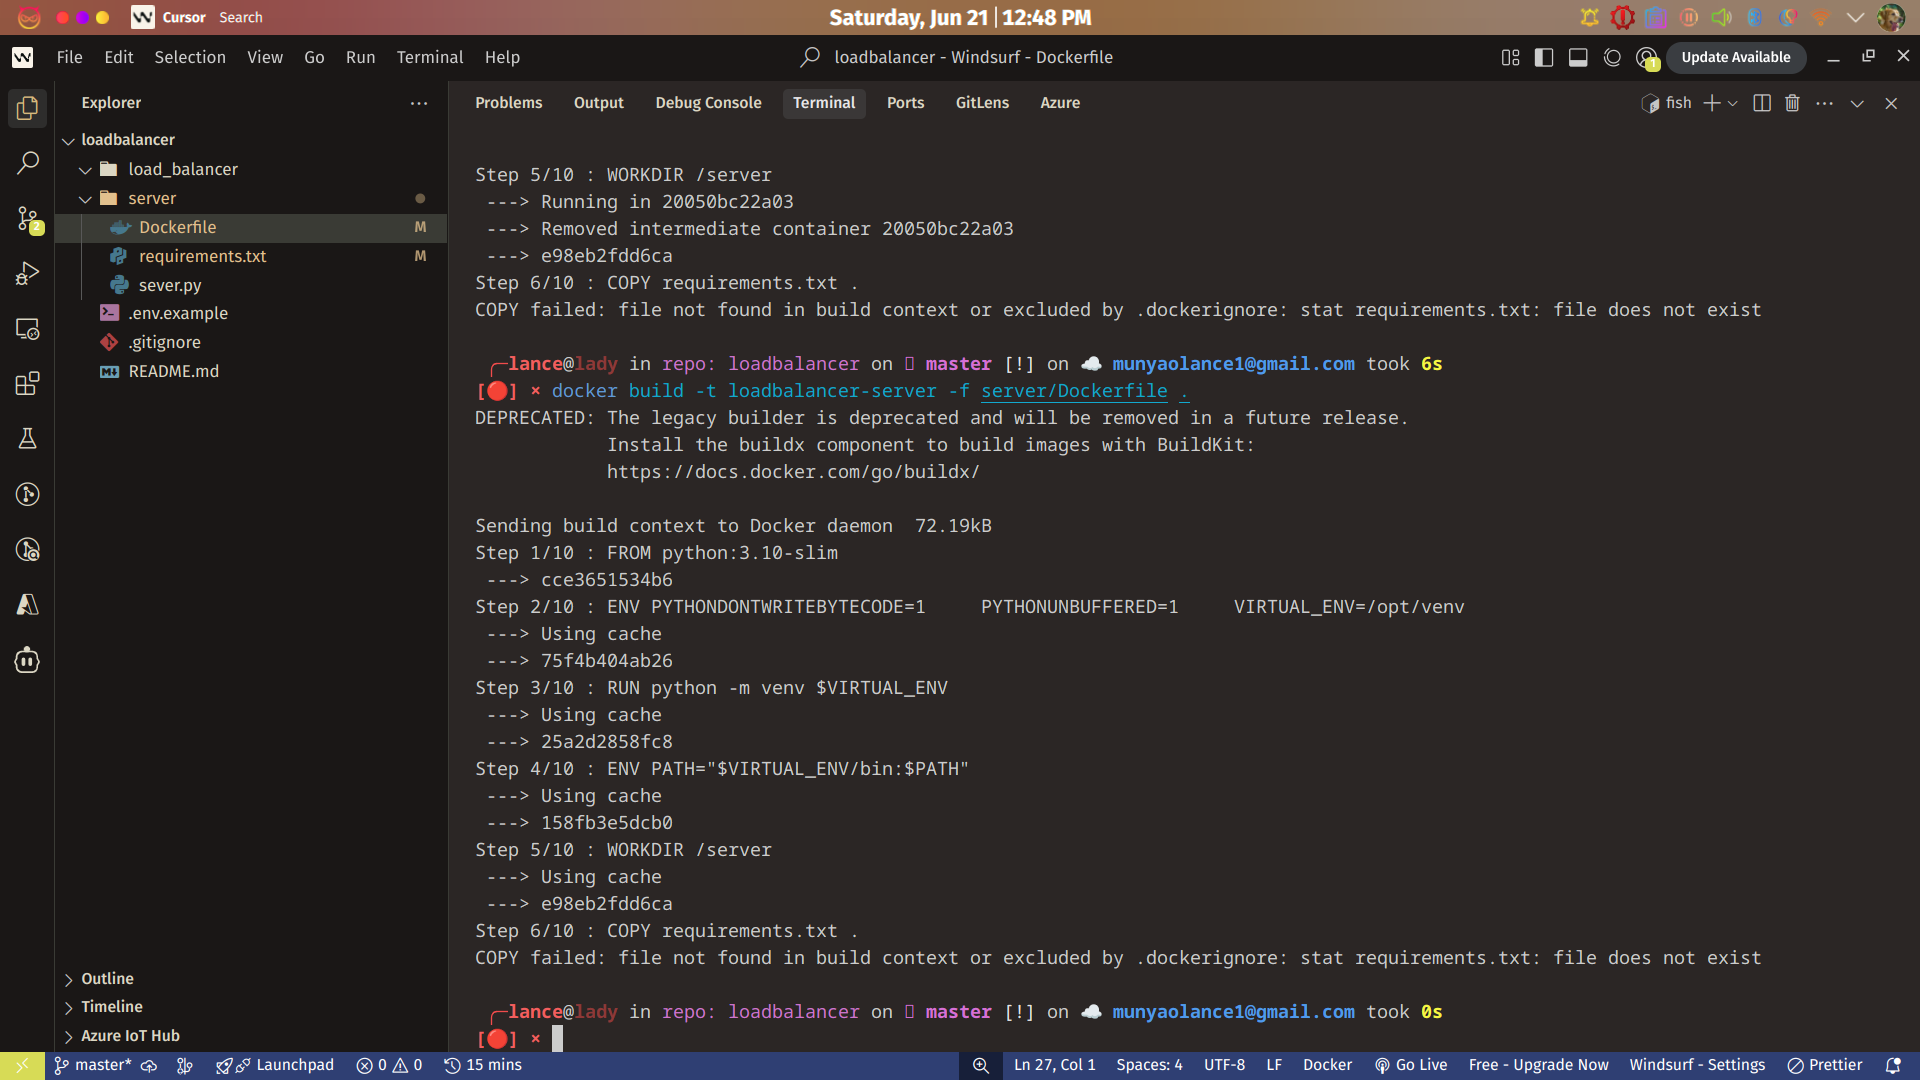 Cursor Search
Saturday, Jun 21 | 12:48 PM
File Edit Selection View Go Run Terminal Help
loadbalancer - Windsurf - Dockerfile
1
Update Available
Explorer
loadbalancer
load_balancer
server
Dockerfile M
requirements.txt M
sever.py
.env.example
.gitignore
README.md
2
Outline
Timeline
Azure IoT Hub
Problems Output Debug Console Terminal Ports GitLens Azure
fish
Step 5/10 : WORKDIR /server
---> Running in 20050bc22a03
---> Removed intermediate container 20050bc22a03
---> e98eb2fdd6ca
Step 6/10 : COPY requirements.txt .
COPY failed: file not found in build context or excluded by .dockerignore: stat requirements.txt: file does not exist
╭─lance@lady in repo: loadbalancer on master [!] on ☁️ munyaolance1@gmail.com took 6s
[🔴] × docker build -t loadbalancer-server -f server/Dockerfile .
DEPRECATED: The legacy builder is deprecated and will be removed in a future release.
Install the buildx component to build images with BuildKit:
https://docs.docker.com/go/buildx/
Sending build context to Docker daemon 72.19kB
Step 1/10 : FROM python:3.10-slim
---> cce3651534b6
Step 2/10 : ENV PYTHONDONTWRITEBYTECODE=1 PYTHONUNBUFFERED=1 VIRTUAL_ENV=/opt/venv
---> Using cache
---> 75f4b404ab26
Step 3/10 : RUN python -m venv $VIRTUAL_ENV
---> Using cache
---> 25a2d2858fc8
Step 4/10 : ENV PATH="$VIRTUAL_ENV/bin:$PATH"
---> Using cache
---> 158fb3e5dcb0
Step 5/10 : WORKDIR /server
---> Using cache
---> e98eb2fdd6ca
Step 6/10 : COPY requirements.txt .
COPY failed: file not found in build context or excluded by .dockerignore: stat requirements.txt: file does not exist
╭─lance@lady in repo: loadbalancer on master [!] on ☁️ munyaolance1@gmail.com took 0s
[🔴] ×
master* Launchpad 0 0 15 mins Ln 27, Col 1 Spaces: 4 UTF-8 LF Docker Go Live Free - Upgrade Now Windsurf - Settings Prettier